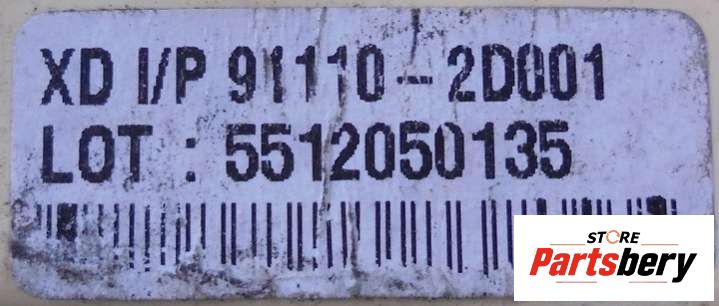 XD I/P 91110-2D001
LOT : 5512050135
STORE
Partsbery